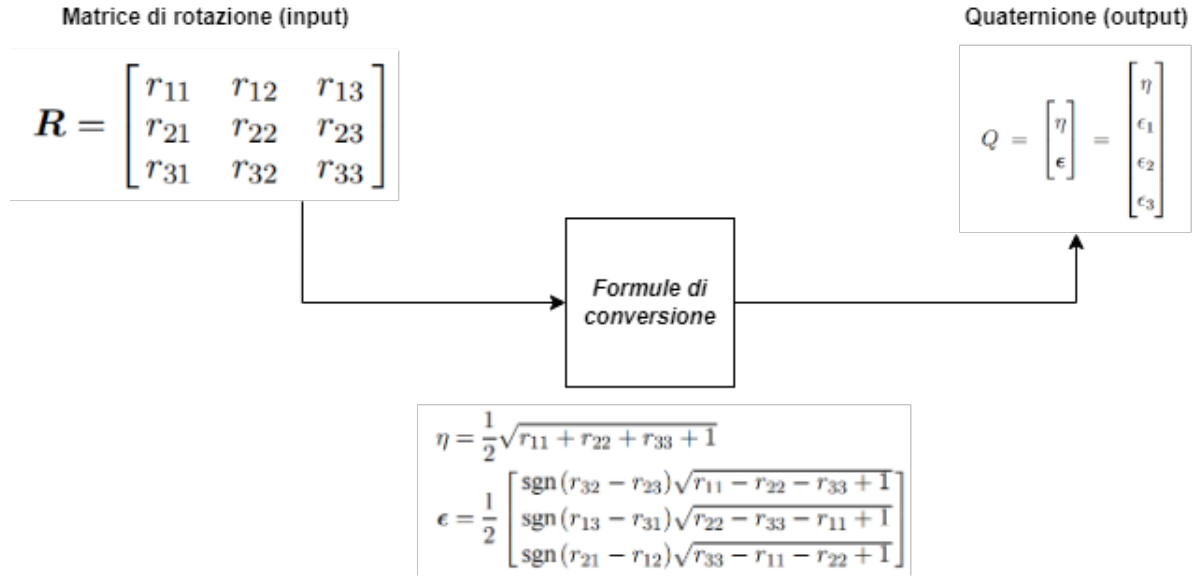 Matrice di rotazione (input)
R = [r11 r12 r13
r21 r22 r23
r31 r32 r33]
Quaternione (output)
Q = [η ϵ] = [η ϵ1 ϵ2 ϵ3]
Formule di
conversione
η = 1/2 √(r11 + r22 + r33 + 1)
ϵ = 1/2 [sgn (r32 − r23) √(r11 − r22 − r33 + 1)
sgn (r13 − r31) √(r22 − r33 − r11 + 1)
sgn (r21 − r12) √(r33 − r11 − r22 + 1)]